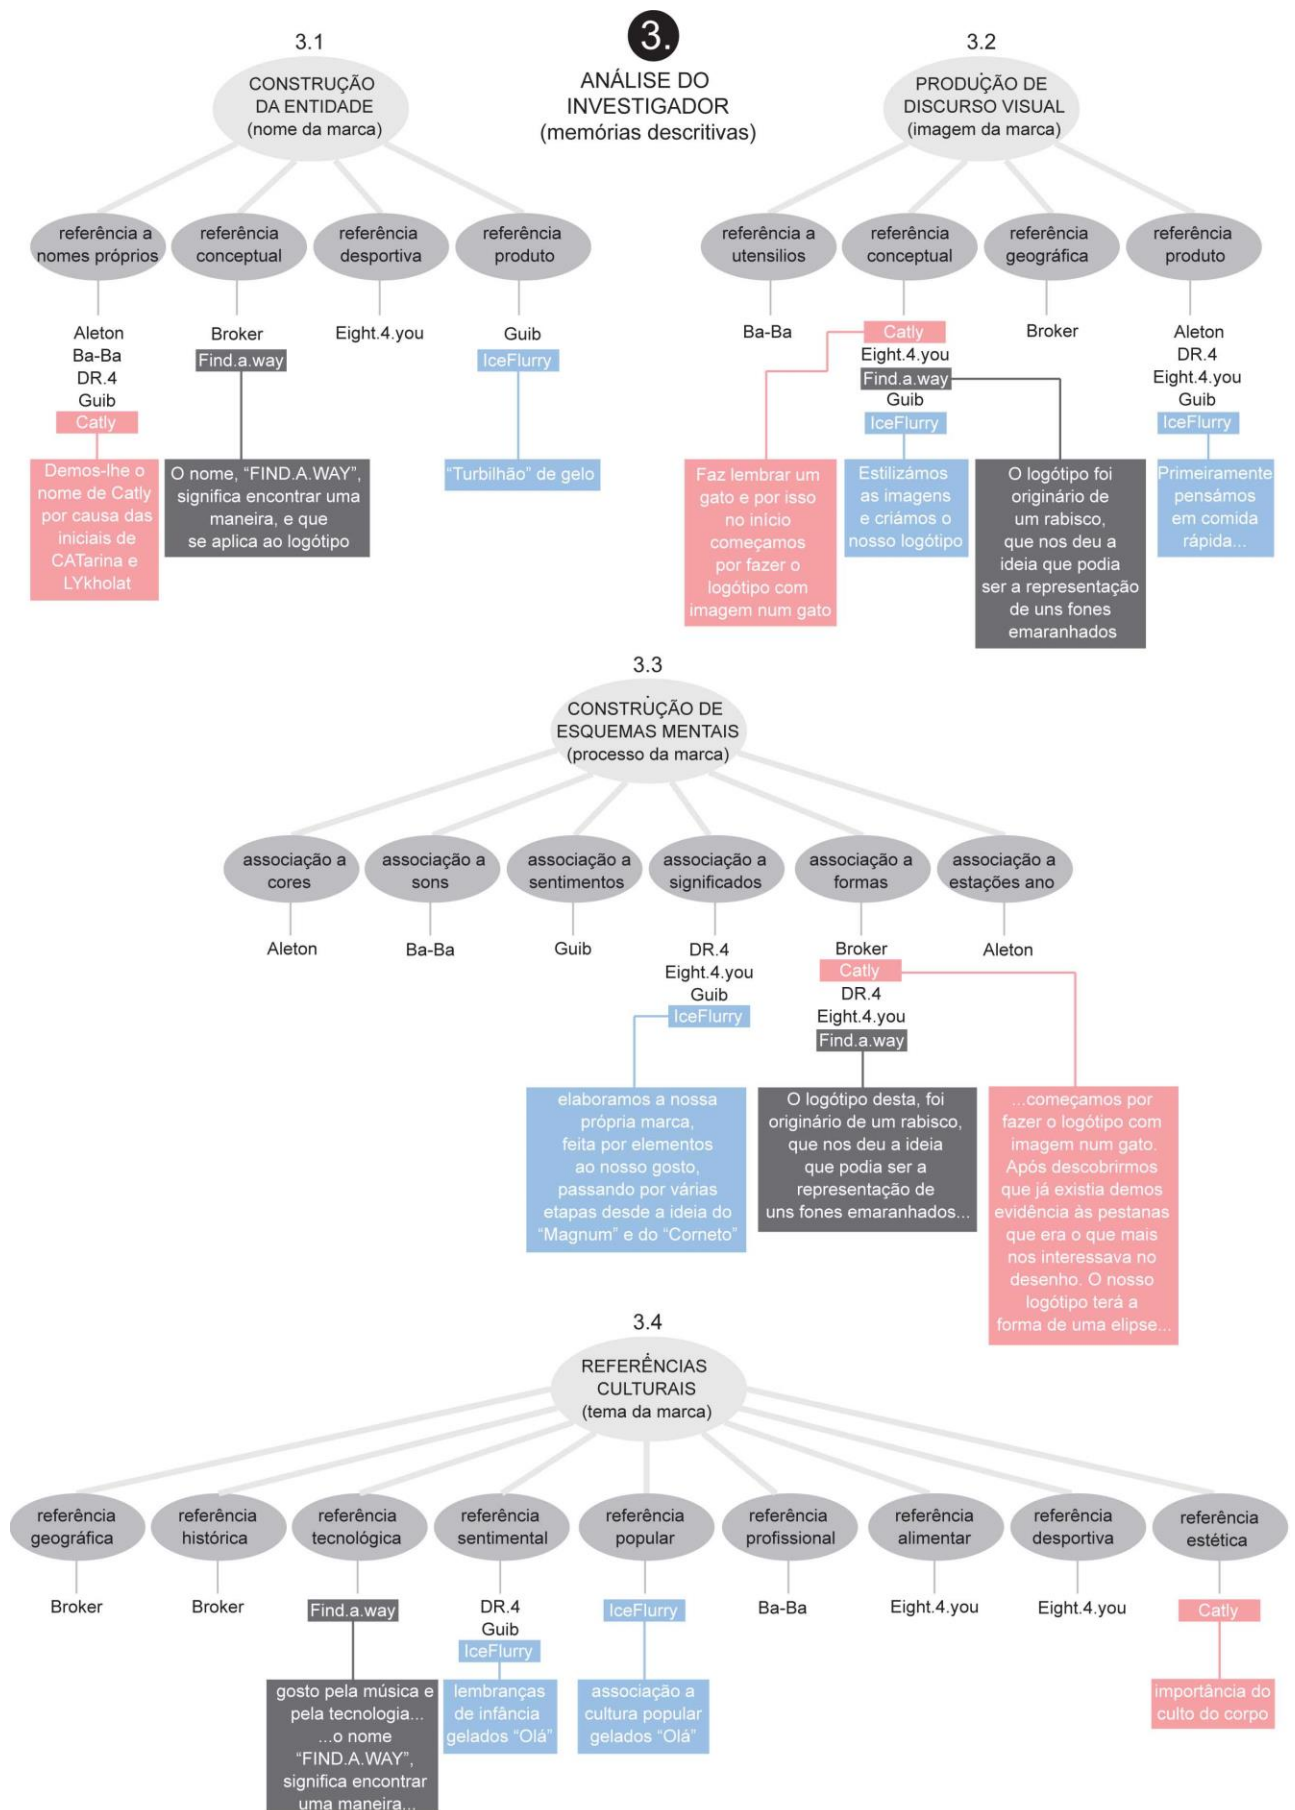 3.
ANÁLISE DO
INVESTIGADOR
(memórias descritivas)
3.1
CONSTRUÇÃO
DA ENTIDADE
(nome da marca)
referência a
nomes próprios
referência
conceptual
referência
desportiva
referência
produto
Aleton
Ba-Ba
DR.4
Guib
Catly
Demos-lhe o
nome de Catly
por causa das
iniciais de
CATarina e
LYkholat
Broker
Find.a.way
O nome, “FIND.A.WAY”,
significa encontrar uma
maneira, e que
se aplica ao logótipo
Eight.4.you
Guib
IceFlurry
“Turbilhão” de gelo
3.2
PRODUÇÃO DE
DISCURSO VISUAL
(imagem da marca)
referência a
utensilios
referência
conceptual
referência
geográfica
referência
produto
Ba-Ba
Catly
Eight.4.you
Find.a.way
Guib
IceFlurry
Broker
Aleton
DR.4
Eight.4.you
Guib
IceFlurry
Faz lembrar um
gato e por isso
no início
começamos
por fazer o
logótipo com
imagem num gato
Estilizámos
as imagens
e criámos o
nosso logótipo
O logótipo foi
originário de
um rabisco,
que nos deu a
ideia que podia
ser a representação
de uns fones
emaranhados
Primeiramente
pensámos
em comida
rápida...
3.3
CONSTRUÇÃO DE
ESQUEMAS MENTAIS
(processo da marca)
associação a
cores
associação a
sons
associação a
sentimentos
associação a
significados
associação a
formas
associação a
estações ano
Aleton
Ba-Ba
Guib
DR.4
Eight.4.you
Guib
IceFlurry
Broker
Catly
DR.4
Eight.4.you
Find.a.way
Aleton
elaboramos a nossa
própria marca,
feita por elementos
ao nosso gosto,
passando por várias
etapas desde a ideia do
“Magnum” e do “Corneto”
O logótipo desta, foi
originário de um rabisco,
que nos deu a ideia
que podia ser a
representação de
uns fones emaranhados...
...começamos por
fazer o logótipo com
imagem num gato.
Após descobrirmos
que já existia demos
evidência às pestanas
que era o que mais
nos interessava no
desenho. O nosso
logótipo terá a
forma de uma elipse...
3.4
REFERÊNCIAS
CULTURAIS
(tema da marca)
referência
geográfica
referência
histórica
referência
tecnológica
referência
sentimental
referência
popular
referência
profissional
referência
alimentar
referência
desportiva
referência
estética
Broker
Broker
Find.a.way
DR.4
Guib
IceFlurry
IceFlurry
Ba-Ba
Eight.4.you
Eight.4.you
Catly
gosto pela música e
pela tecnologia...
...o nome
“FIND.A.WAY”,
significa encontrar
uma maneira...
lembranças
de infância
gelados “Olá”
associação a
cultura popular
gelados “Olá”
importância do
culto do corpo